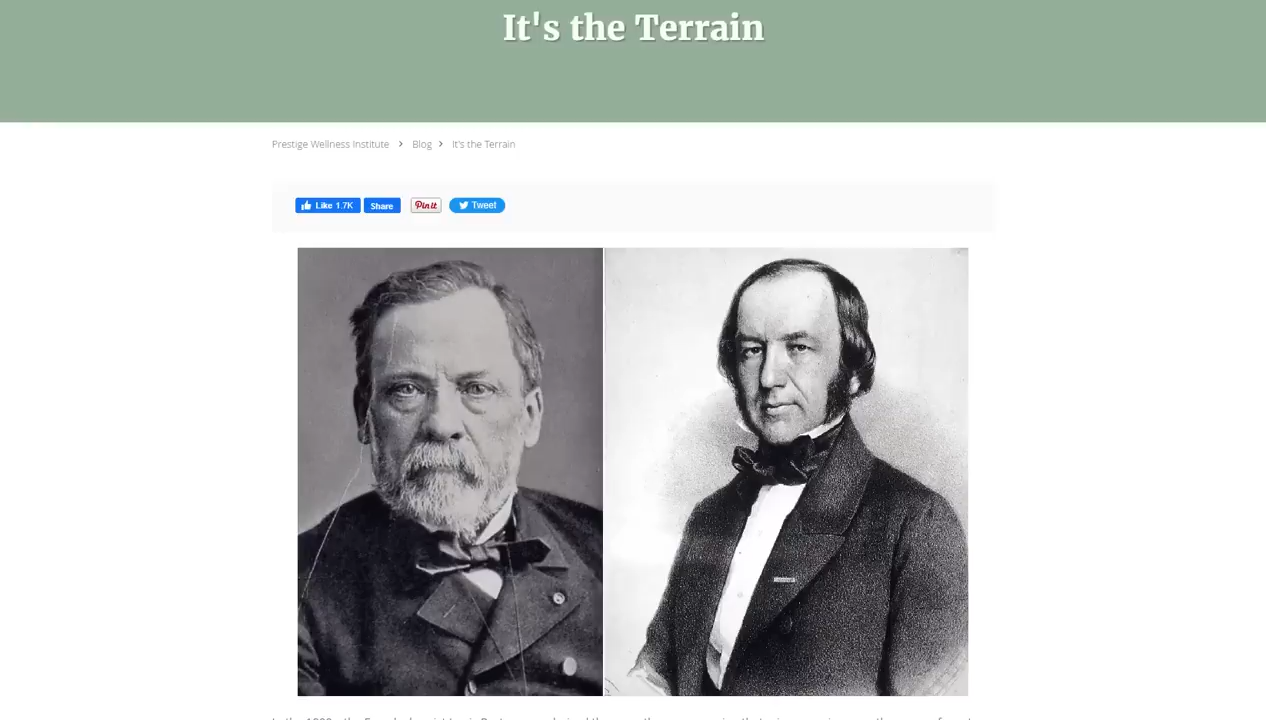 It's the Terrain
Prestige Wellness Institute > Blog > It's the Terrain
Like 1.7K Share Pin it Tweet